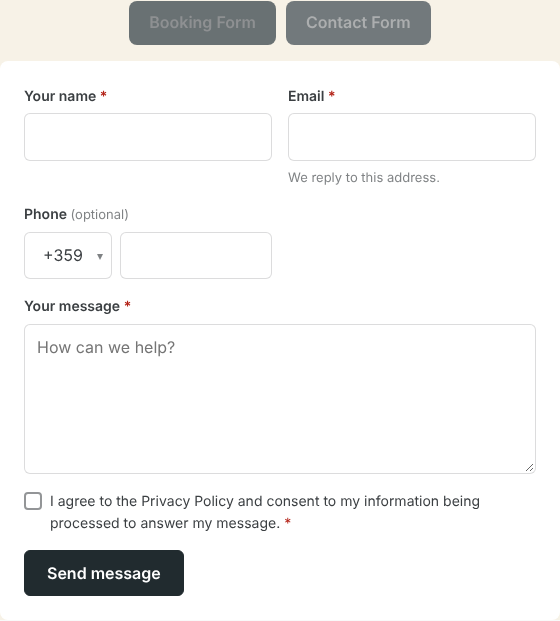 Booking Form
Contact Form
Your name *
Email *
We reply to this address.
Phone (optional)
+359 ▾
Your message *
How can we help?
I agree to the Privacy Policy and consent to my information being
processed to answer my message. *
Send message